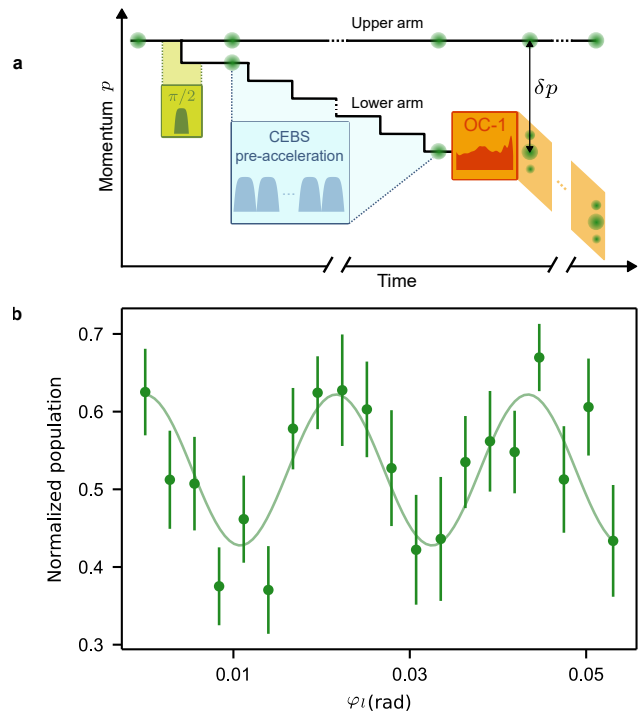 a
Upper arm
Momentum p
π/2
Lower arm
δp
OC-1
CEBS
pre-acceleration
...
...
Time
b
Normalized population
0.7
0.6
0.5
0.4
0.3
0.01
0.03
0.05
φl(rad)